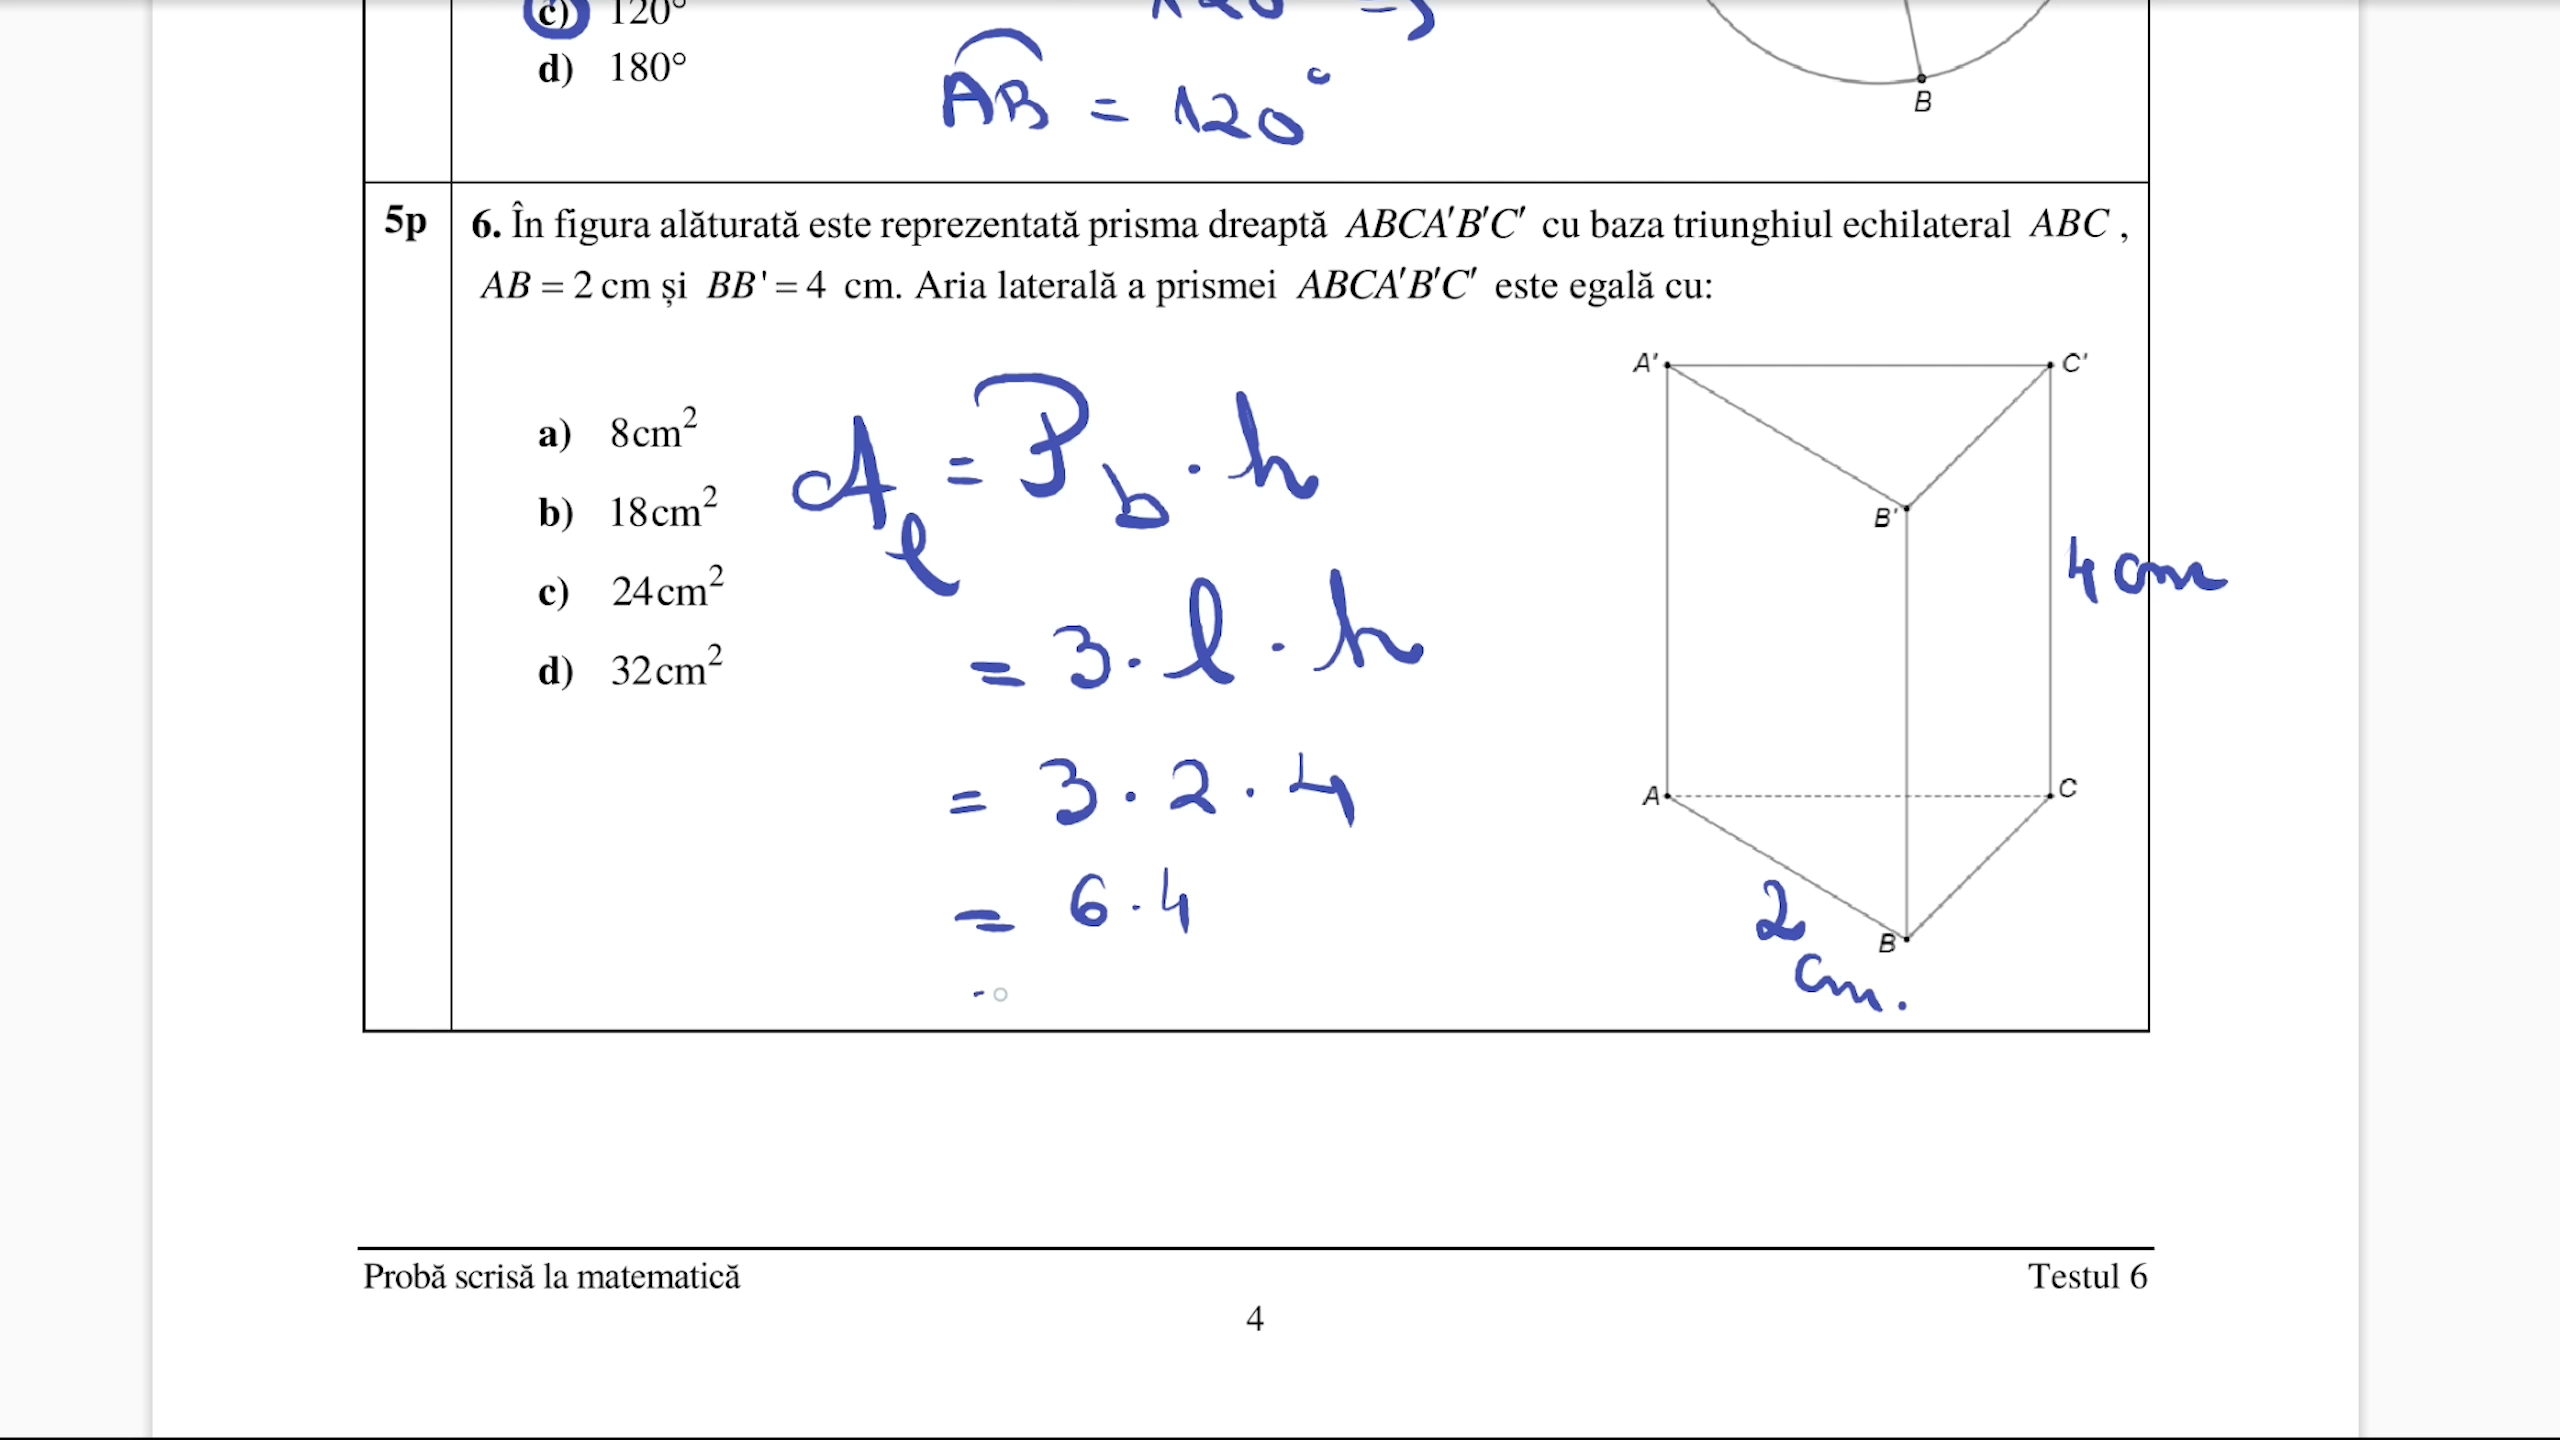 c) 120°
d) 180°
AB = 120°
B
5p
6. În figura alăturată este reprezentată prisma dreaptă ABCA'B'C' cu baza triunghiul echilateral ABC ,
AB = 2 cm și BB' = 4 cm. Aria laterală a prismei ABCA'B'C' este egală cu:
a) 8cm²
b) 18cm²
c) 24cm²
d) 32cm²
A_l = P_b · h
= 3 · l · h
= 3 · 2 · 4
= 6 · 4
A'
C'
B'
4 cm
A
C
B
2
cm.
Probă scrisă la matematică
Testul 6
4